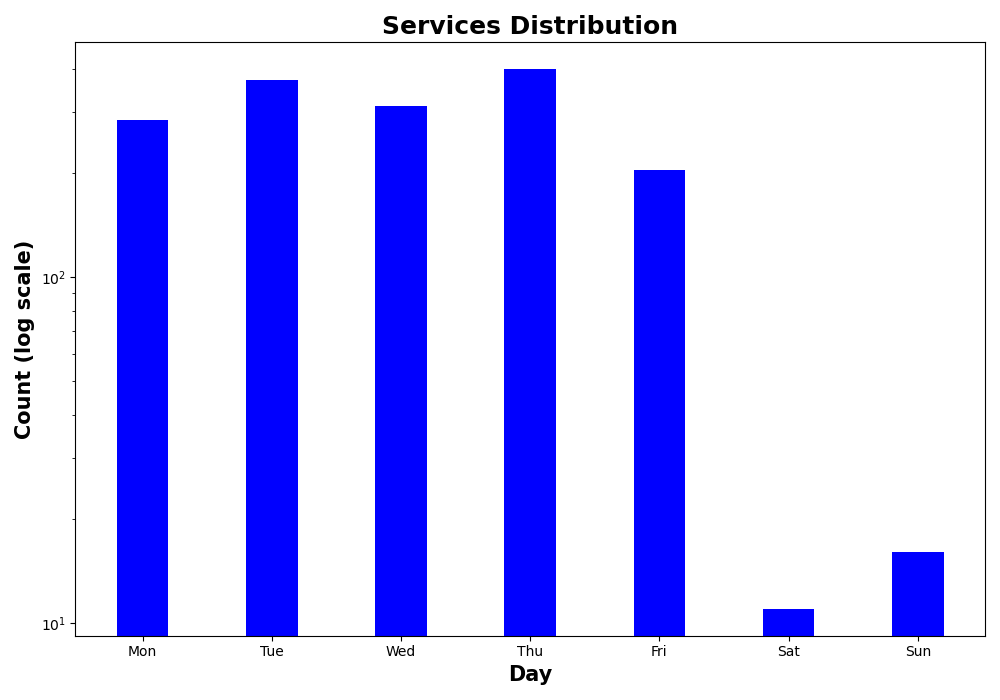 Services Distribution
Count (log scale)
10²
10¹
Mon Tue Wed Thu Fri Sat Sun
Day